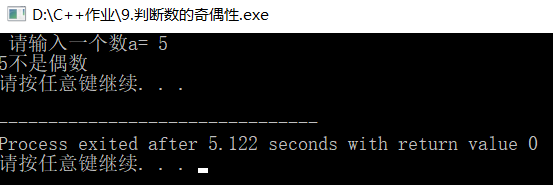 D:\C++作业\9.判断数的奇偶性.exe
请输入一个数a= 5
5不是偶数
请按任意键继续. . .
--------------------------------
Process exited after 5.122 seconds with return value 0
请按任意键继续. . .